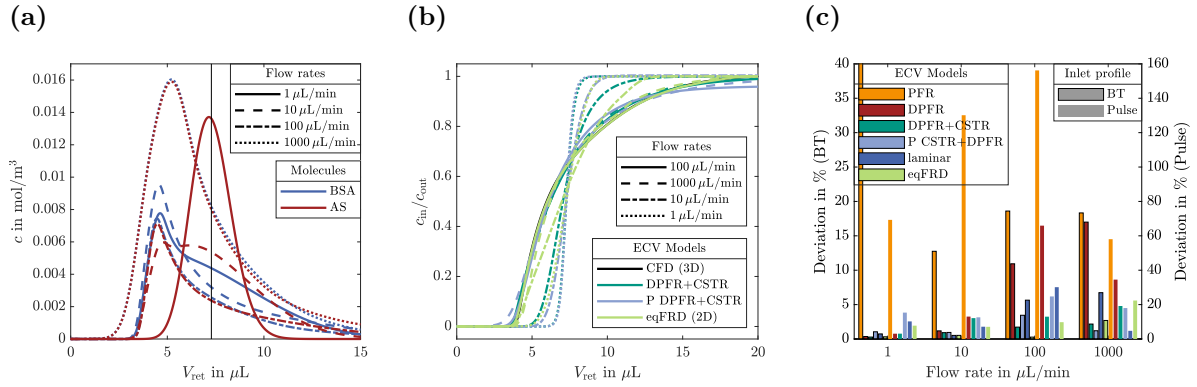 (a)
0.016
0.014
0.012
0.01
0.008
0.006
0.004
0.002
0
c in mol/m³
0
5
10
15
V_ret in µL
Flow rates
1 µL/min
10 µL/min
100 µL/min
1000 µL/min
Molecules
BSA
AS
(b)
1
0.8
0.6
0.4
0.2
0
c_in/c_out
0
5
10
15
20
V_ret in µL
Flow rates
100 µL/min
1000 µL/min
10 µL/min
1 µL/min
ECV Models
CFD (3D)
DPFR+CSTR
P DPFR+CSTR
eqFRD (2D)
(c)
40
35
30
25
20
15
10
5
0
Deviation in % (BT)
ECV Models
PFR
DPFR
DPFR+CSTR
P CSTR+DPFR
laminar
eqFRD
Inlet profile
BT
Pulse
160
140
120
100
80
60
40
20
0
Deviation in % (Pulse)
1
10
100
1000
Flow rate in µL/min